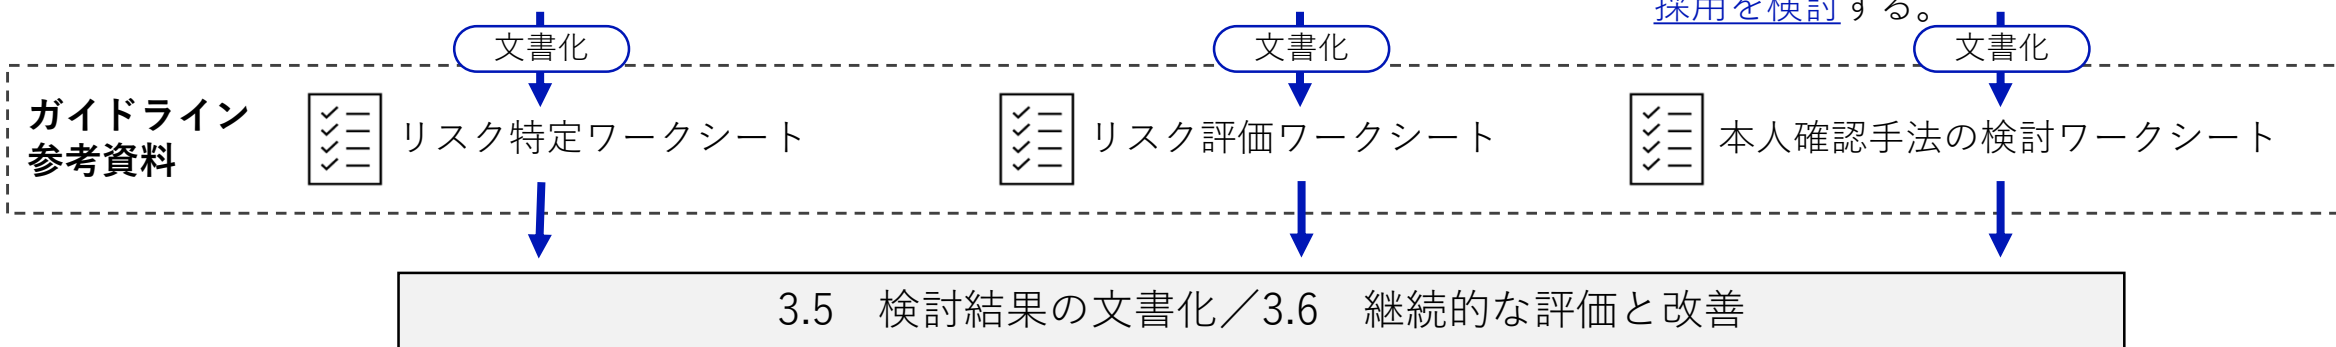 採用を検討する。
文書化
文書化
文書化
ガイドライン
参考資料
リスク特定ワークシート
リスク評価ワークシート
本人確認手法の検討ワークシート
3.5　検討結果の文書化／3.6　継続的な評価と改善